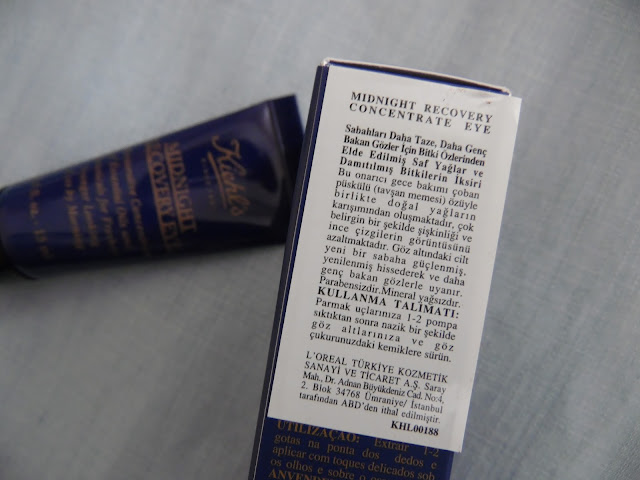 Kiehl's
SINCE 1851
MIDNIGHT
RECOVERY EYE
MIDNIGHT RECOVERY
CONCENTRATE EYE
Sabahları Daha Taze, Daha Genç
Bakan Gözler İçin Bitki Özlerinden
Elde Edilmiş Saf Yağlar ve
Damıtılmış Bitkilerin Iksiri
Bu onarıcı gece bakımı çoban
püskülü (tavşan memesi) özüyle
birlikte doğal yağların
karışımından oluşmaktadır, çok
belirgin bir şekilde şişkinliği ve
ince çizgilerin görüntüsünü
azaltmaktadır. Göz altındaki cilt
yeni bir sabaha güçlenmiş,
yenilenmiş hissederek ve daha
genç bakan gözlerle uyanır.
Parabensizdir.Mineral yağsızdır.
KULLANMA TALİMATI:
Parmak uçlarınıza 1-2 pompa
sıktıktan sonra nazik bir şekilde
göz altlarınıza ve göz
çukurunuzdaki kemiklere sürün.
L'OREAL TÜRKİYE KOZMETİK
SANAYİ VE TİCARET A.Ş. Saray
Mah., Dr. Adnan Büyükdeniz Cad. No:4,
2. Blok 34768 Ümraniye/ İstanbul
tarafından ABD'den ithal edilmiştir.
KHL00188
UTILIZAÇÃO: Extrair 1-2
gotas na ponta dos dedos e
aplicar com toques delicados sob
os olhos e sobre o